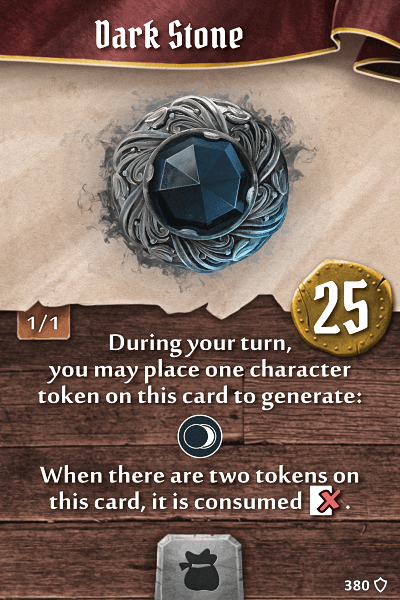 Dark Stone
1/1
25
During your turn,
you may place one character
token on this card to generate:
When there are two tokens on
this card, it is consumed .
380